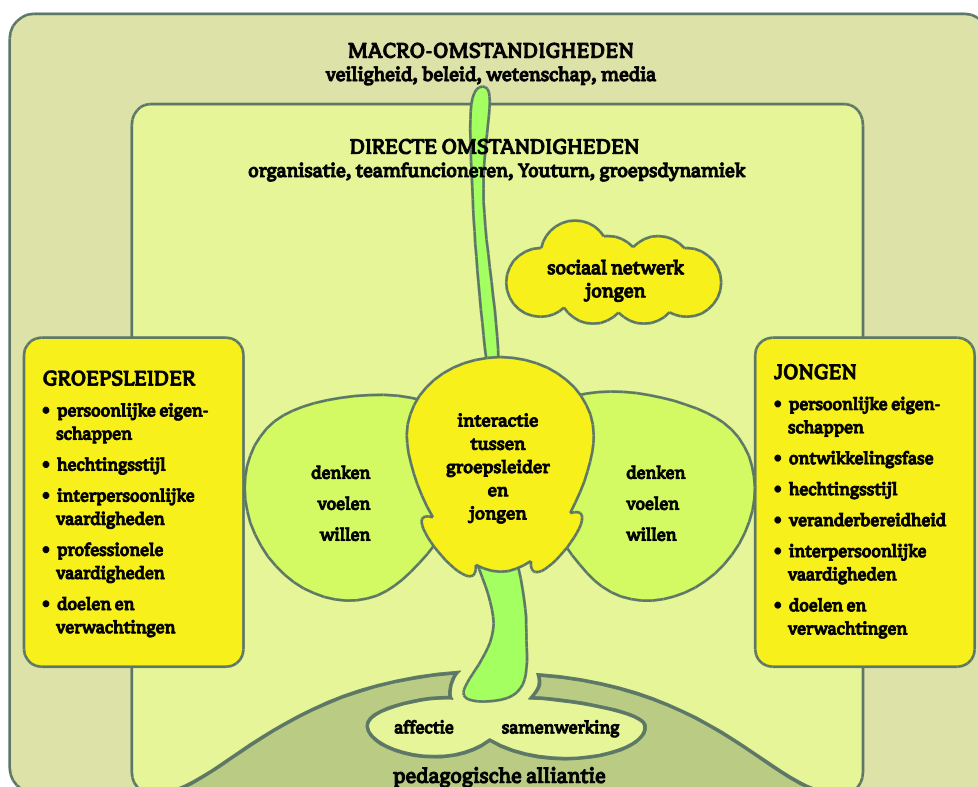 MACRO-OMSTANDIGHEDEN
veiligheid, beleid, wetenschap, media
DIRECTE OMSTANDIGHEDEN
organisatie, teamfuncioneren, Youturn, groepsdynamiek
sociaal netwerk
jongen
GROEPSLEIDER
• persoonlijke eigen-
schappen
• hechtingsstijl
• interpersoonlijke
vaardigheden
• professionele
vaardigheden
• doelen en
verwachtingen
denken
voelen
willen
interactie
tussen
groepsleider
en
jongen
denken
voelen
willen
JONGEN
• persoonlijke eigen-
schappen
• ontwikkelingsfase
• hechtingsstijl
• veranderbereidheid
• interpersoonlijke
vaardigheden
• doelen en
verwachtingen
affectie
samenwerking
pedagogische alliantie